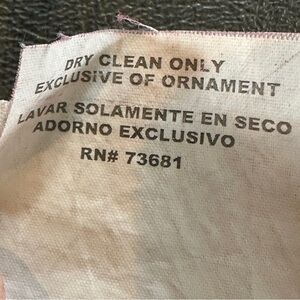 DRY CLEAN ONLY
EXCLUSIVE OF ORNAMENT
LAVAR SOLAMENTE EN SECO
ADORNO EXCLUSIVO
RN# 73681